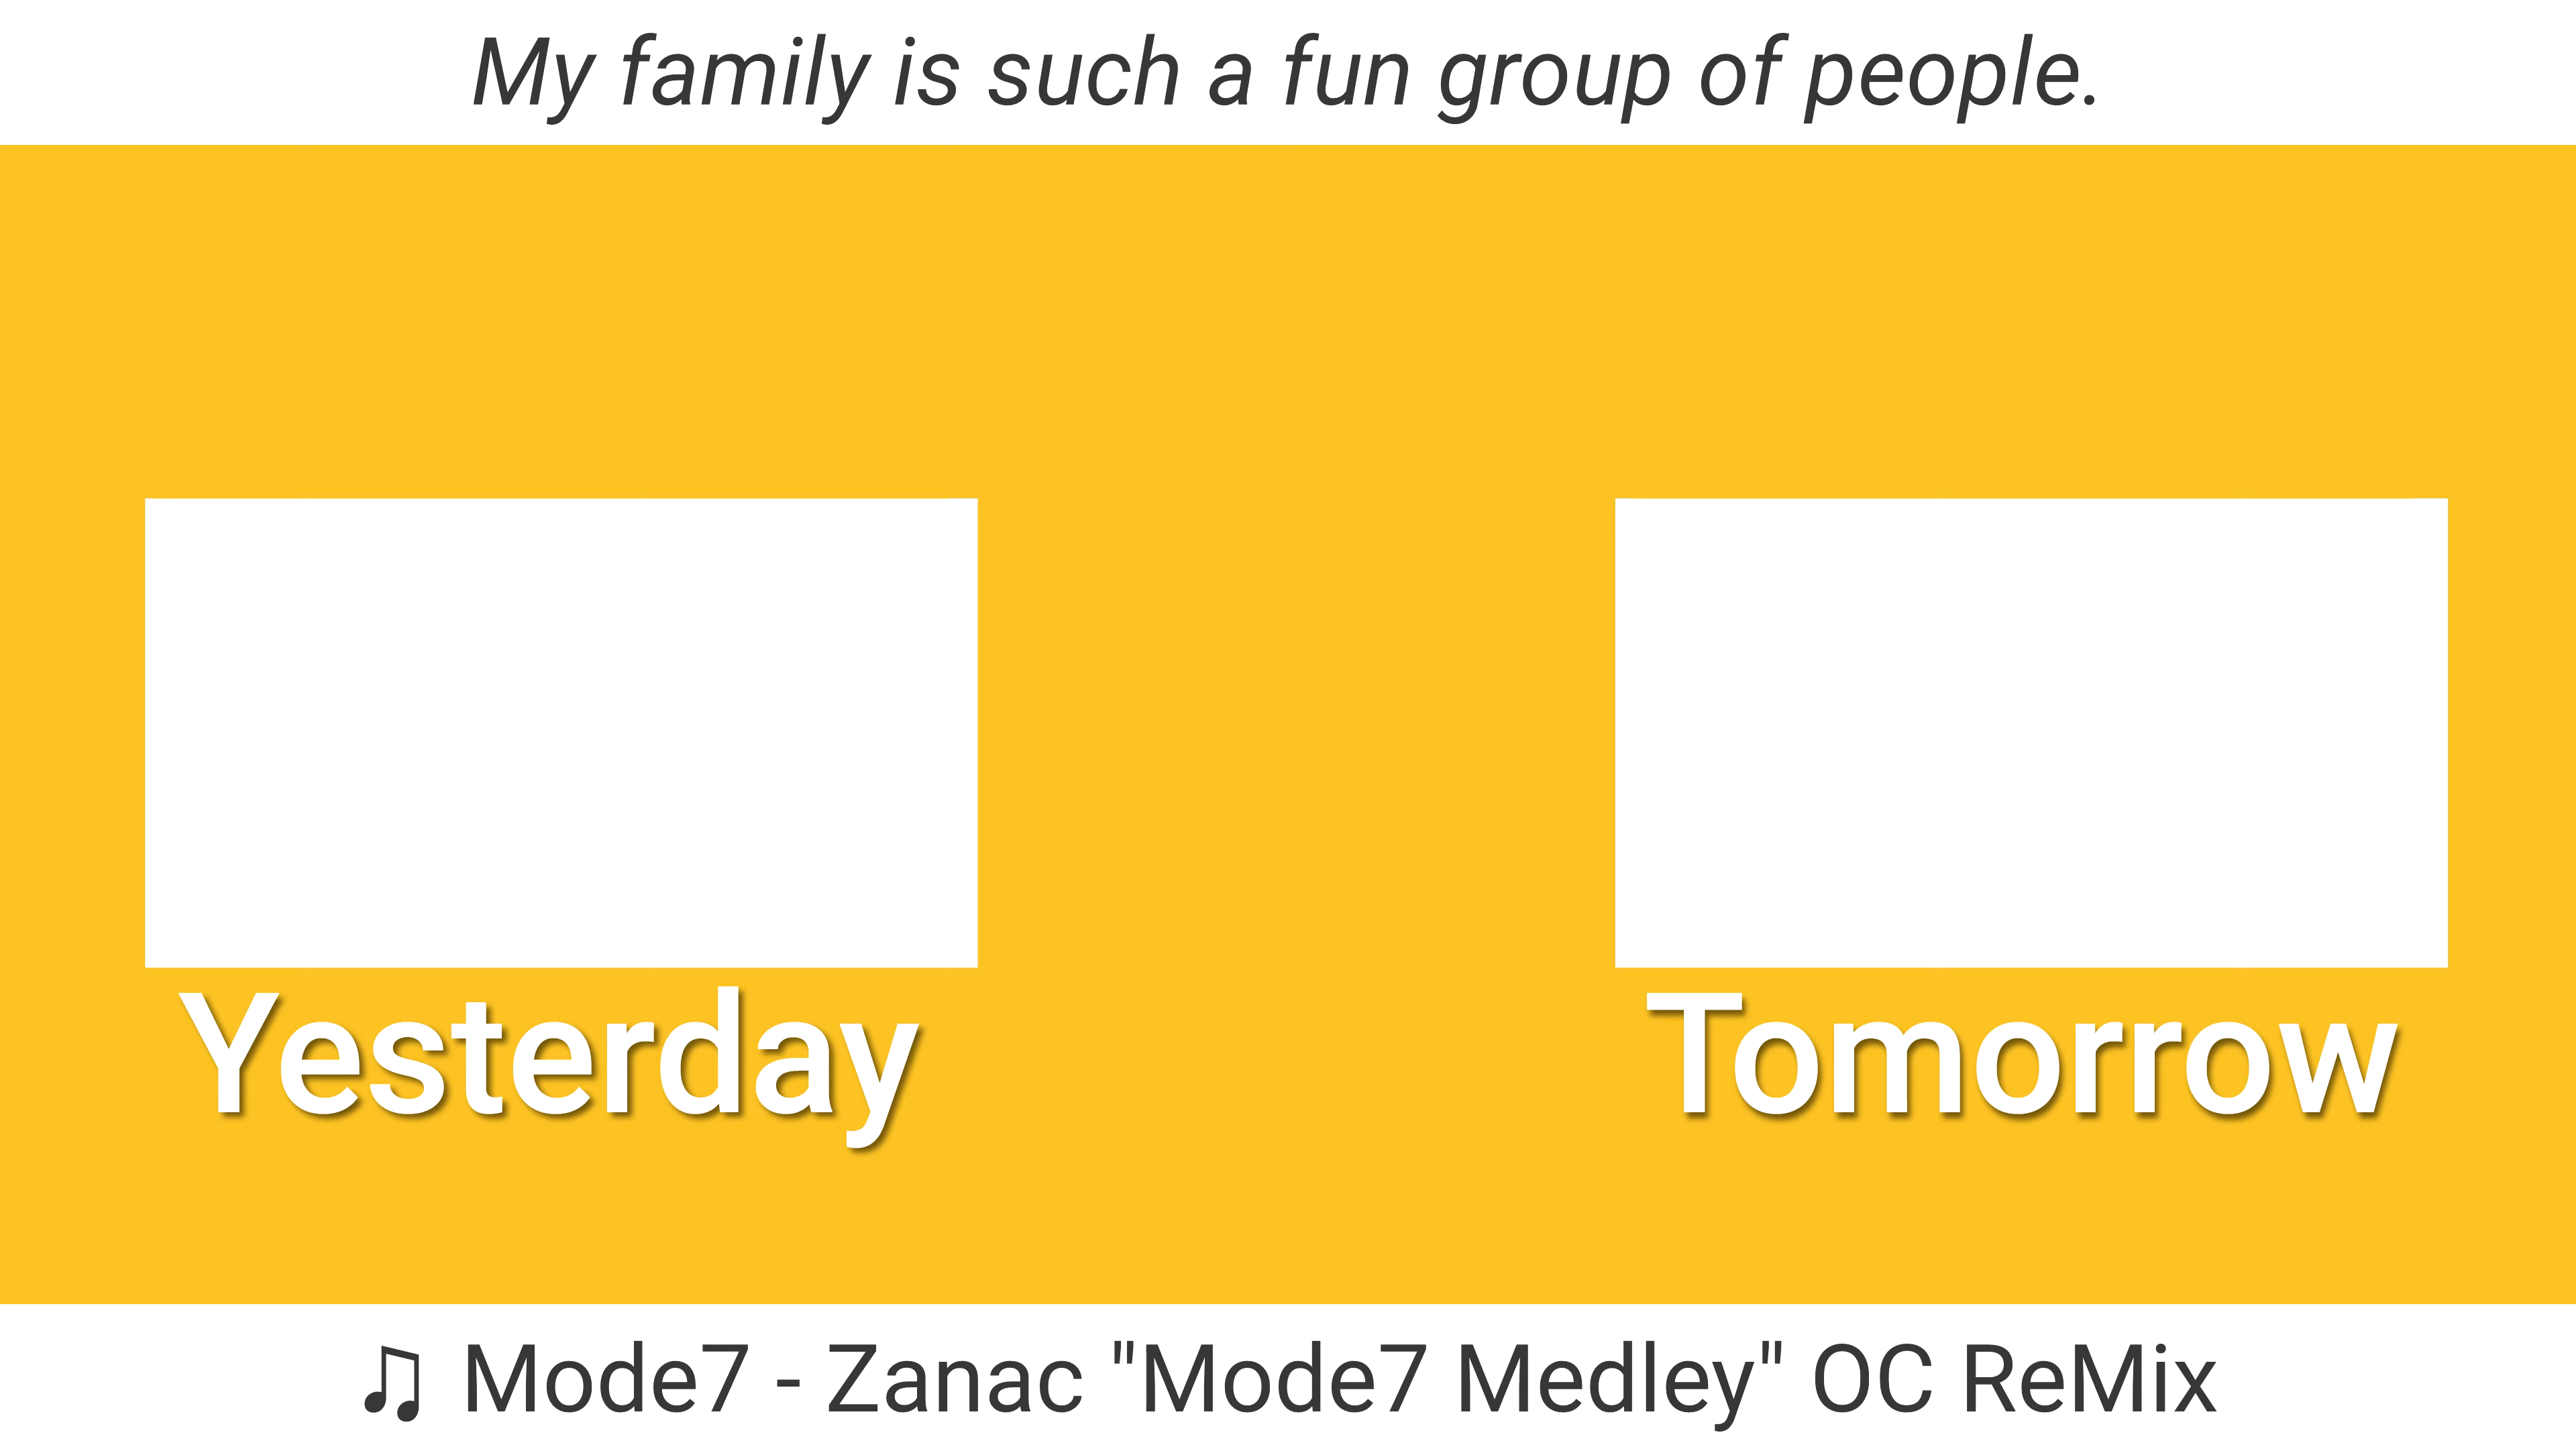 My family is such a fun group of people.
Yesterday
Tomorrow
♫ Mode7 - Zanac "Mode7 Medley" OC ReMix